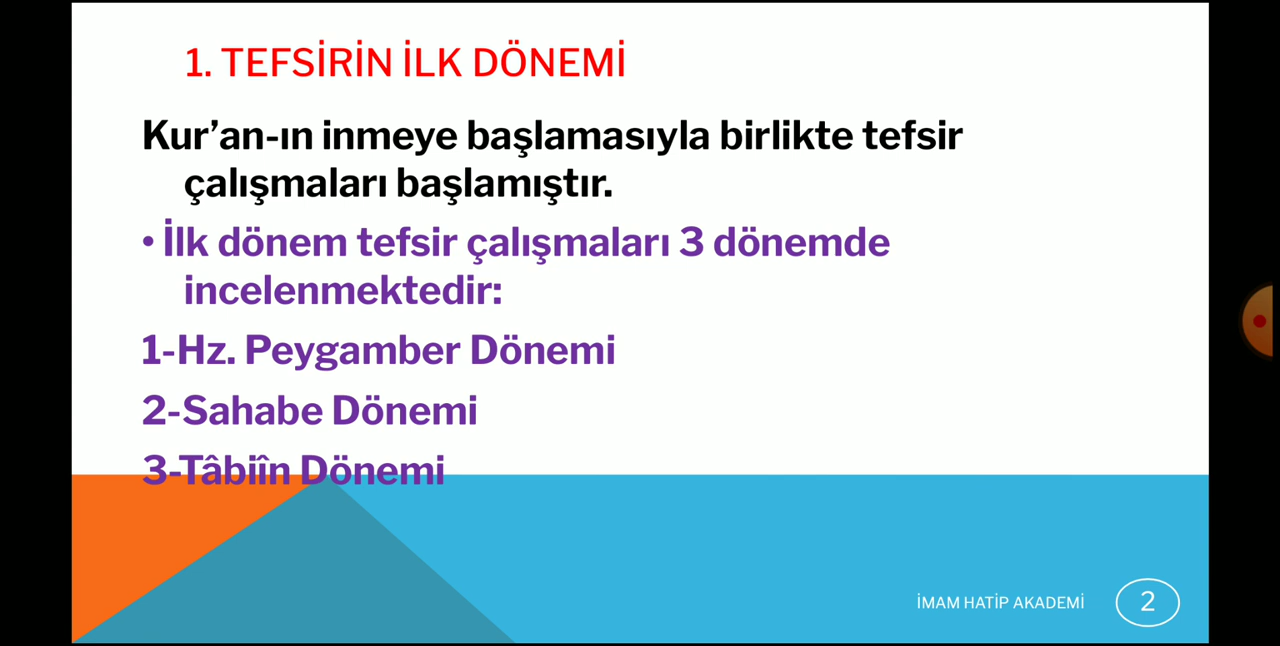 1. TEFSİRİN İLK DÖNEMİ
Kur’an-ın inmeye başlamasıyla birlikte tefsir
çalışmaları başlamıştır.
• İlk dönem tefsir çalışmaları 3 dönemde
incelenmektedir:
1-Hz. Peygamber Dönemi
2-Sahabe Dönemi
3-Tâbiîn Dönemi
İMAM HATİP AKADEMİ
2